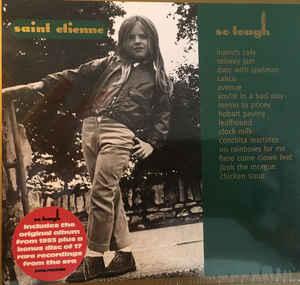 saint etienne
so tough
mario's cafe
railway jam
date with spelman
calico
avenue
you're in a bad way
memo to pricey
hobart paving
leafhound
clock milk
conchita martinez
no rainbows for me
here come clown feet
junk the morgue
chicken soup
so tough
Includes the
original album
from 1993 plus a
bonus disc of 17
rare recordings
from the era